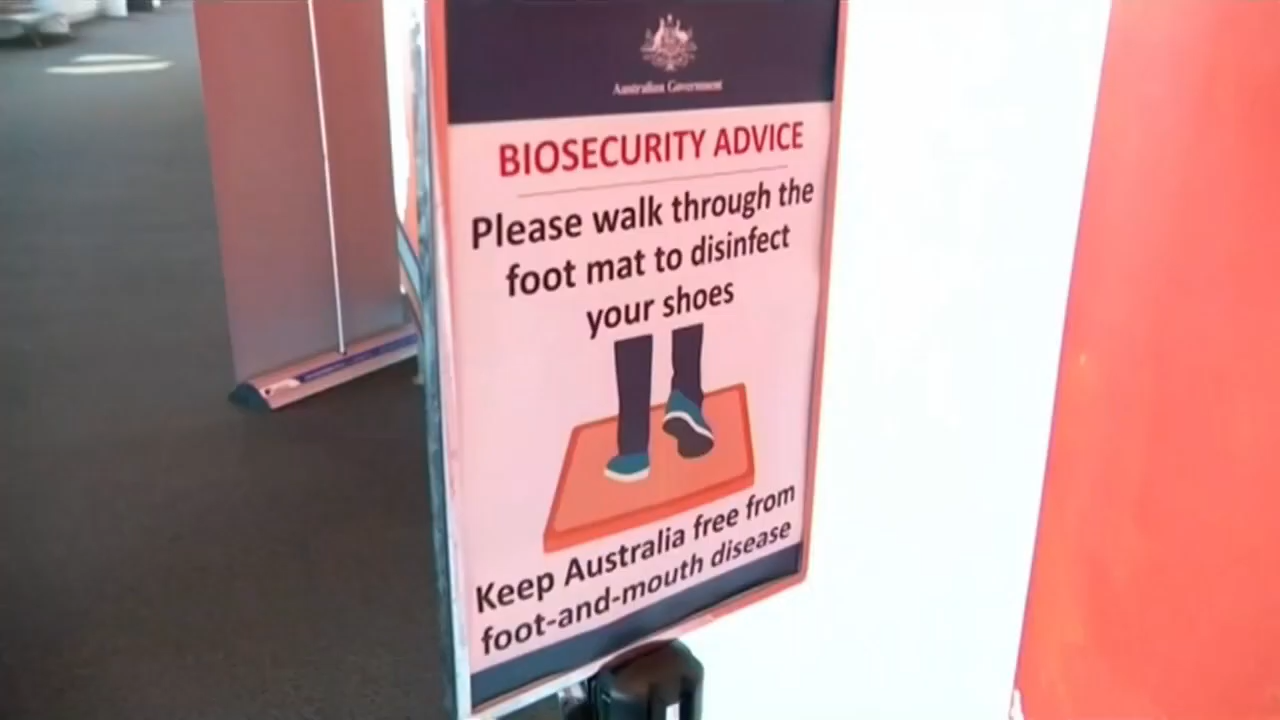 Australian Government
BIOSECURITY ADVICE
Please walk through the
foot mat to disinfect
your shoes
Keep Australia free from
foot-and-mouth disease